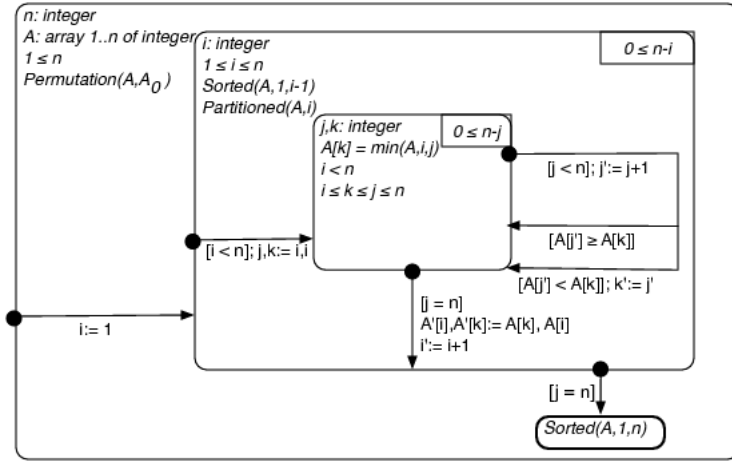 n: integer
A: array 1..n of integer
1 ≤ n
Permutation(A,A₀ )
i: integer
1 ≤ i ≤ n
Sorted(A,1,i-1)
Partitioned(A,i)
0 ≤ n-i
j,k: integer
A[k] = min(A,i,j)
i < n
i ≤ k ≤ j ≤ n
0 ≤ n-j
[j < n]; j':= j+1
[A[j'] ≥ A[k]]
[A[j'] < A[k]]; k':= j'
[i < n]; j,k:= i,i
[j = n]
A'[i],A'[k]:= A[k], A[i]
i':= i+1
i:= 1
[j = n]
Sorted(A,1,n)